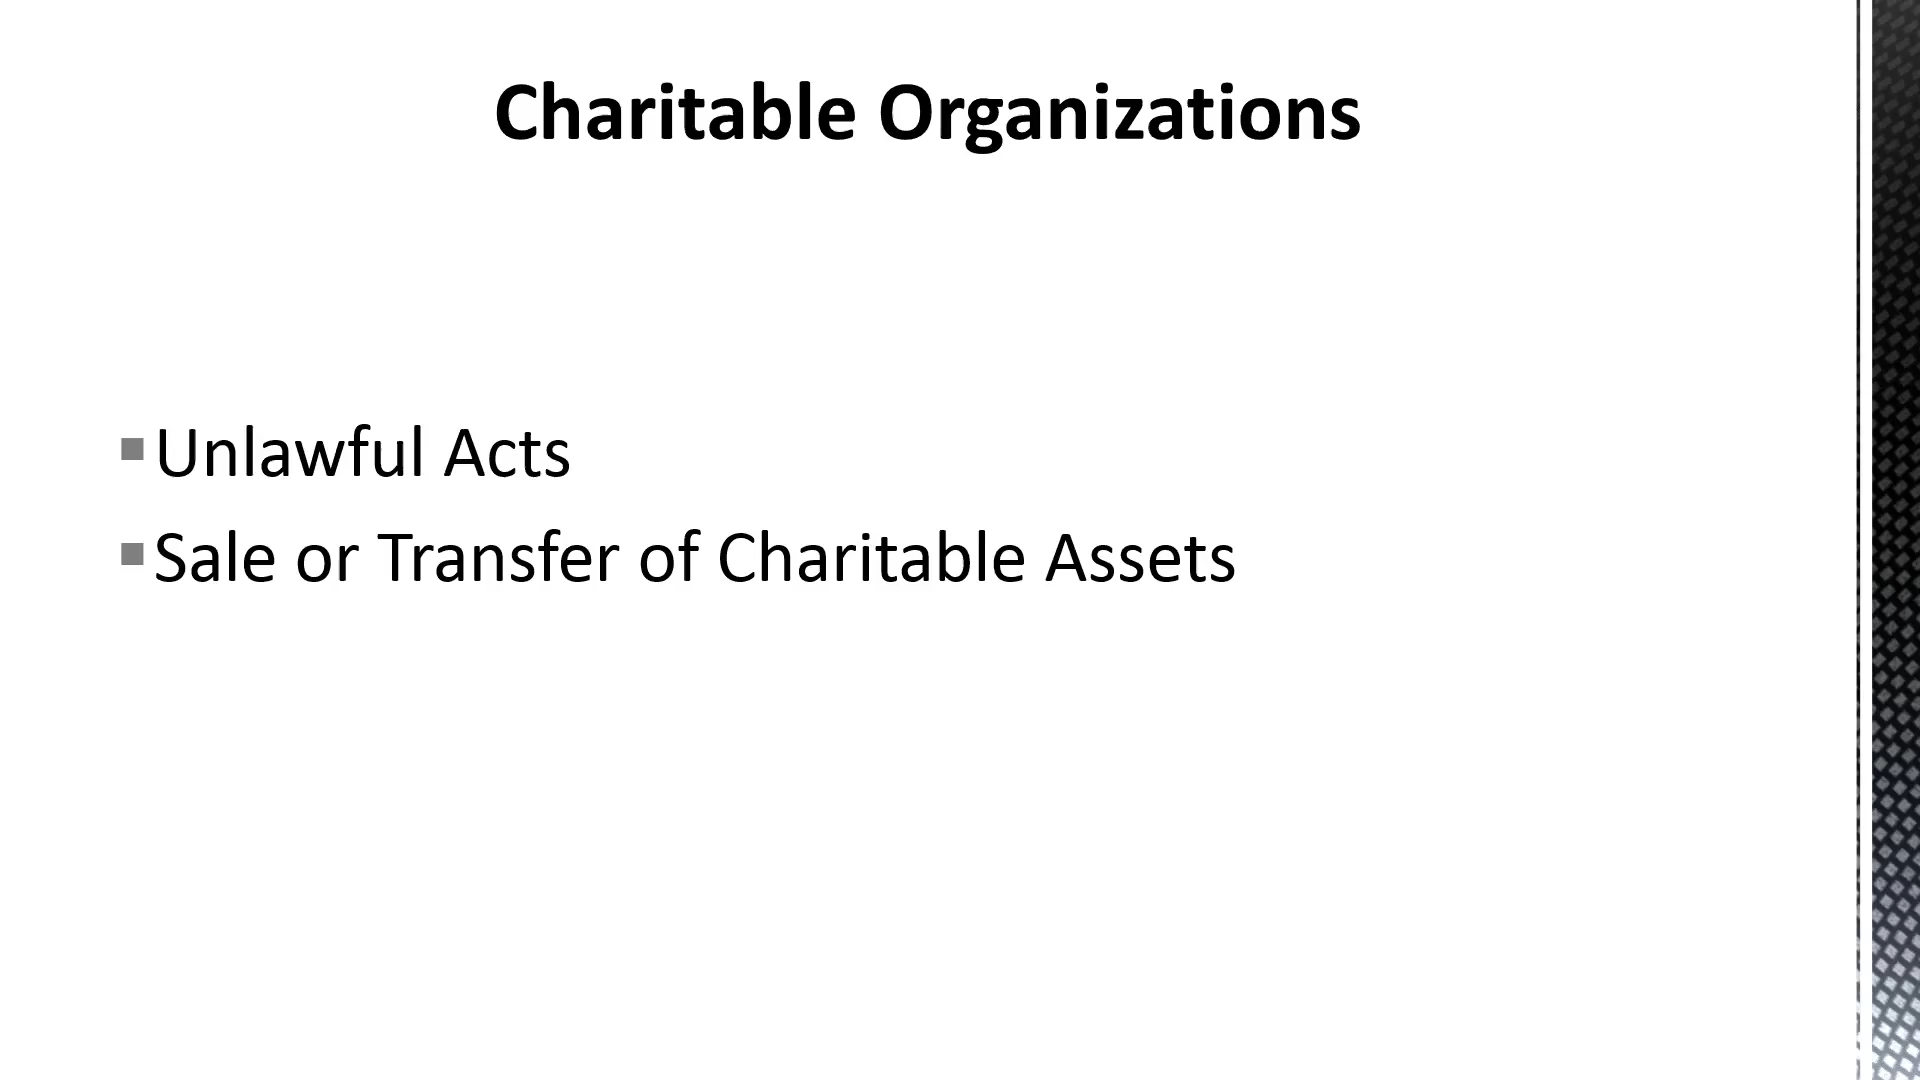 Charitable Organizations
▪Unlawful Acts
▪Sale or Transfer of Charitable Assets